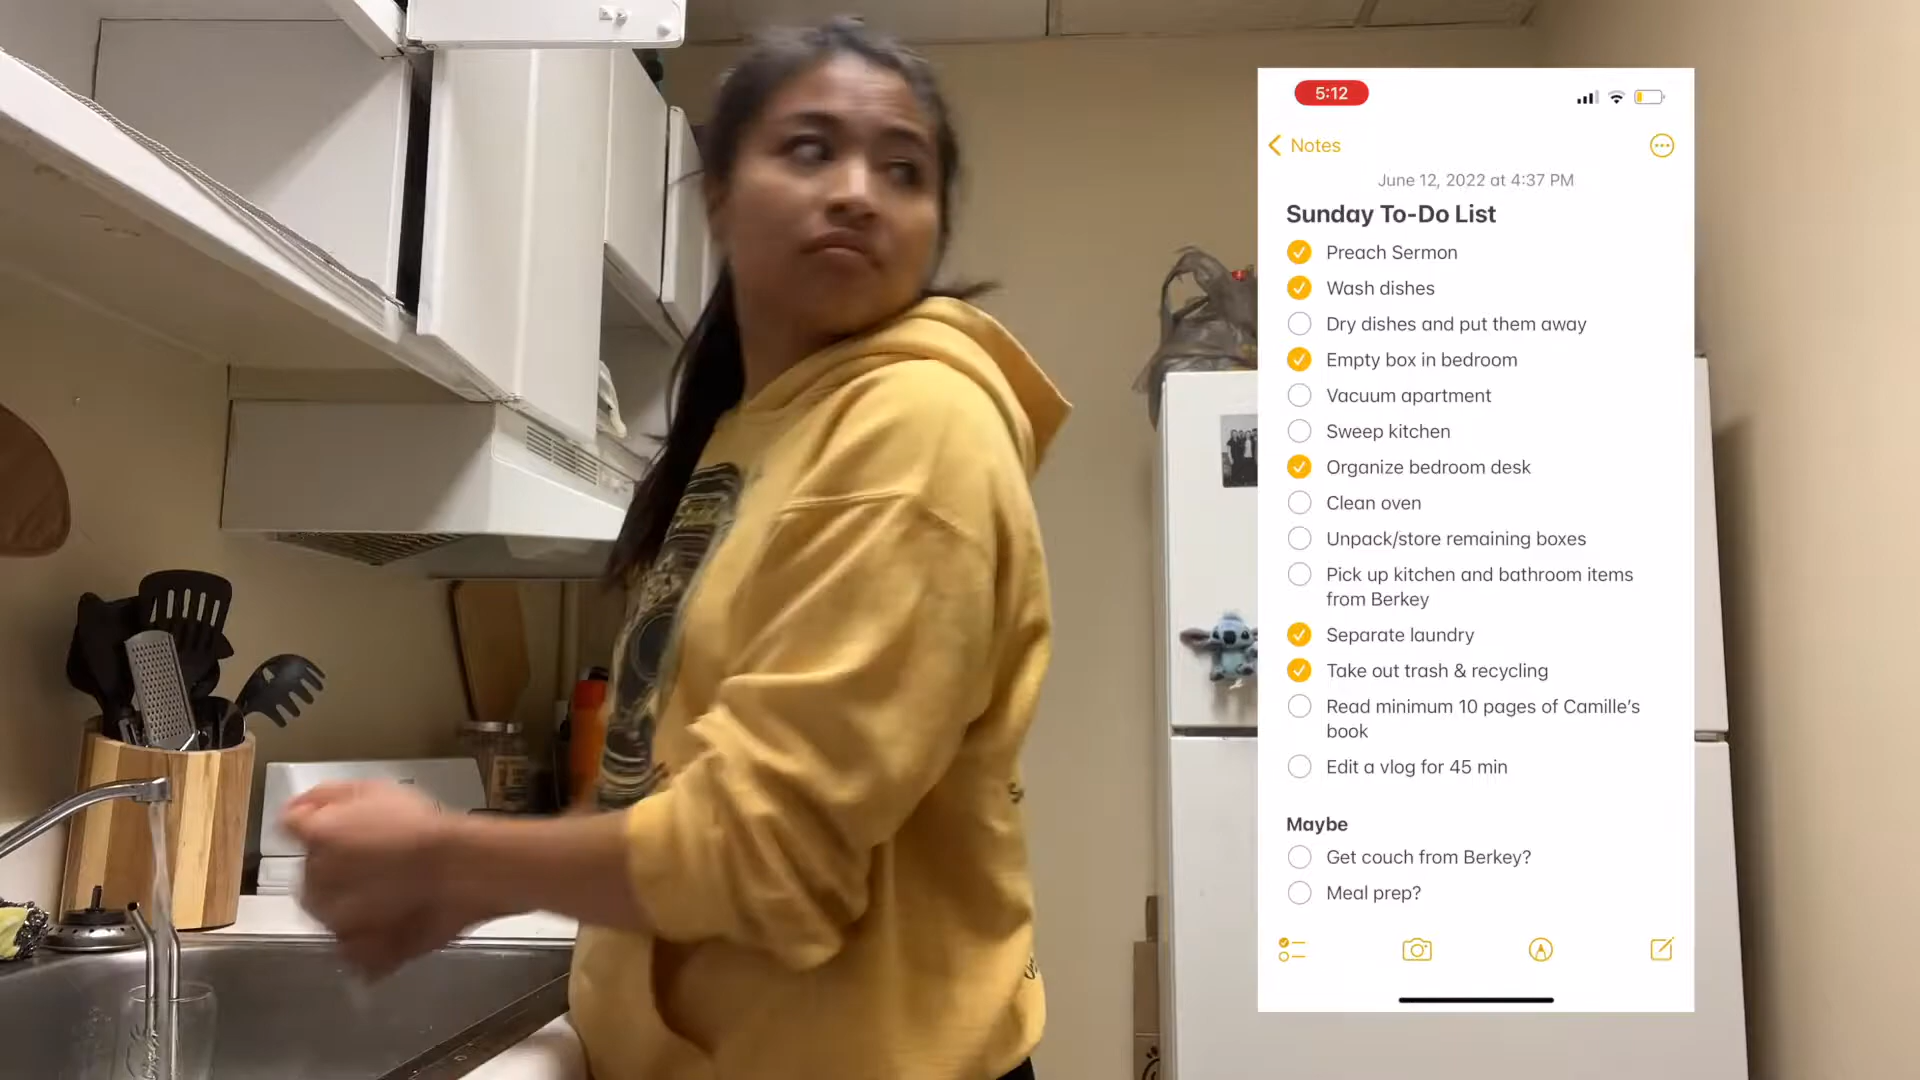 5:12
Notes
June 12, 2022 at 4:37 PM
Sunday To-Do List
Preach Sermon
Wash dishes
Dry dishes and put them away
Empty box in bedroom
Vacuum apartment
Sweep kitchen
Organize bedroom desk
Clean oven
Unpack/store remaining boxes
Pick up kitchen and bathroom items
from Berkey
Separate laundry
Take out trash & recycling
Read minimum 10 pages of Camille's
book
Edit a vlog for 45 min
Maybe
Get couch from Berkey?
Meal prep?